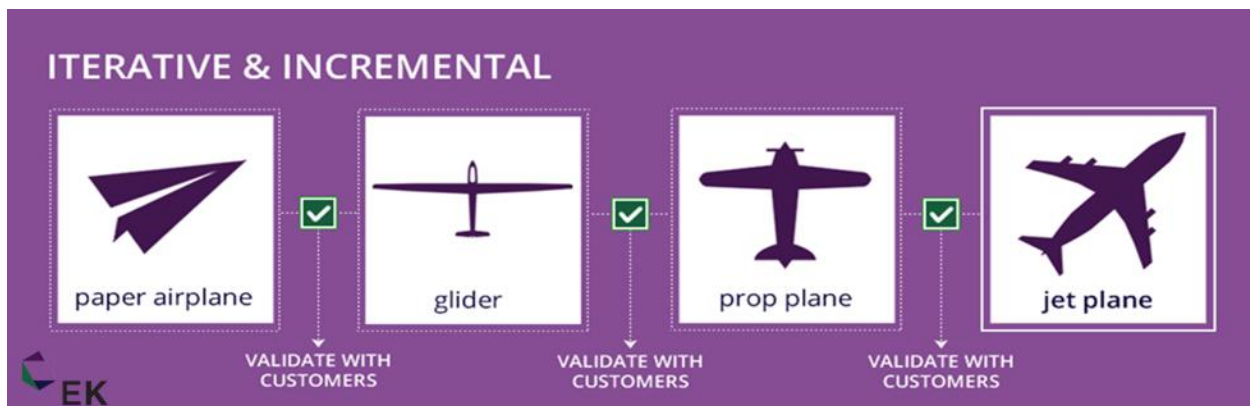 ITERATIVE & INCREMENTAL
paper airplane
glider
prop plane
jet plane
VALIDATE WITH
CUSTOMERS
VALIDATE WITH
CUSTOMERS
VALIDATE WITH
CUSTOMERS
EK